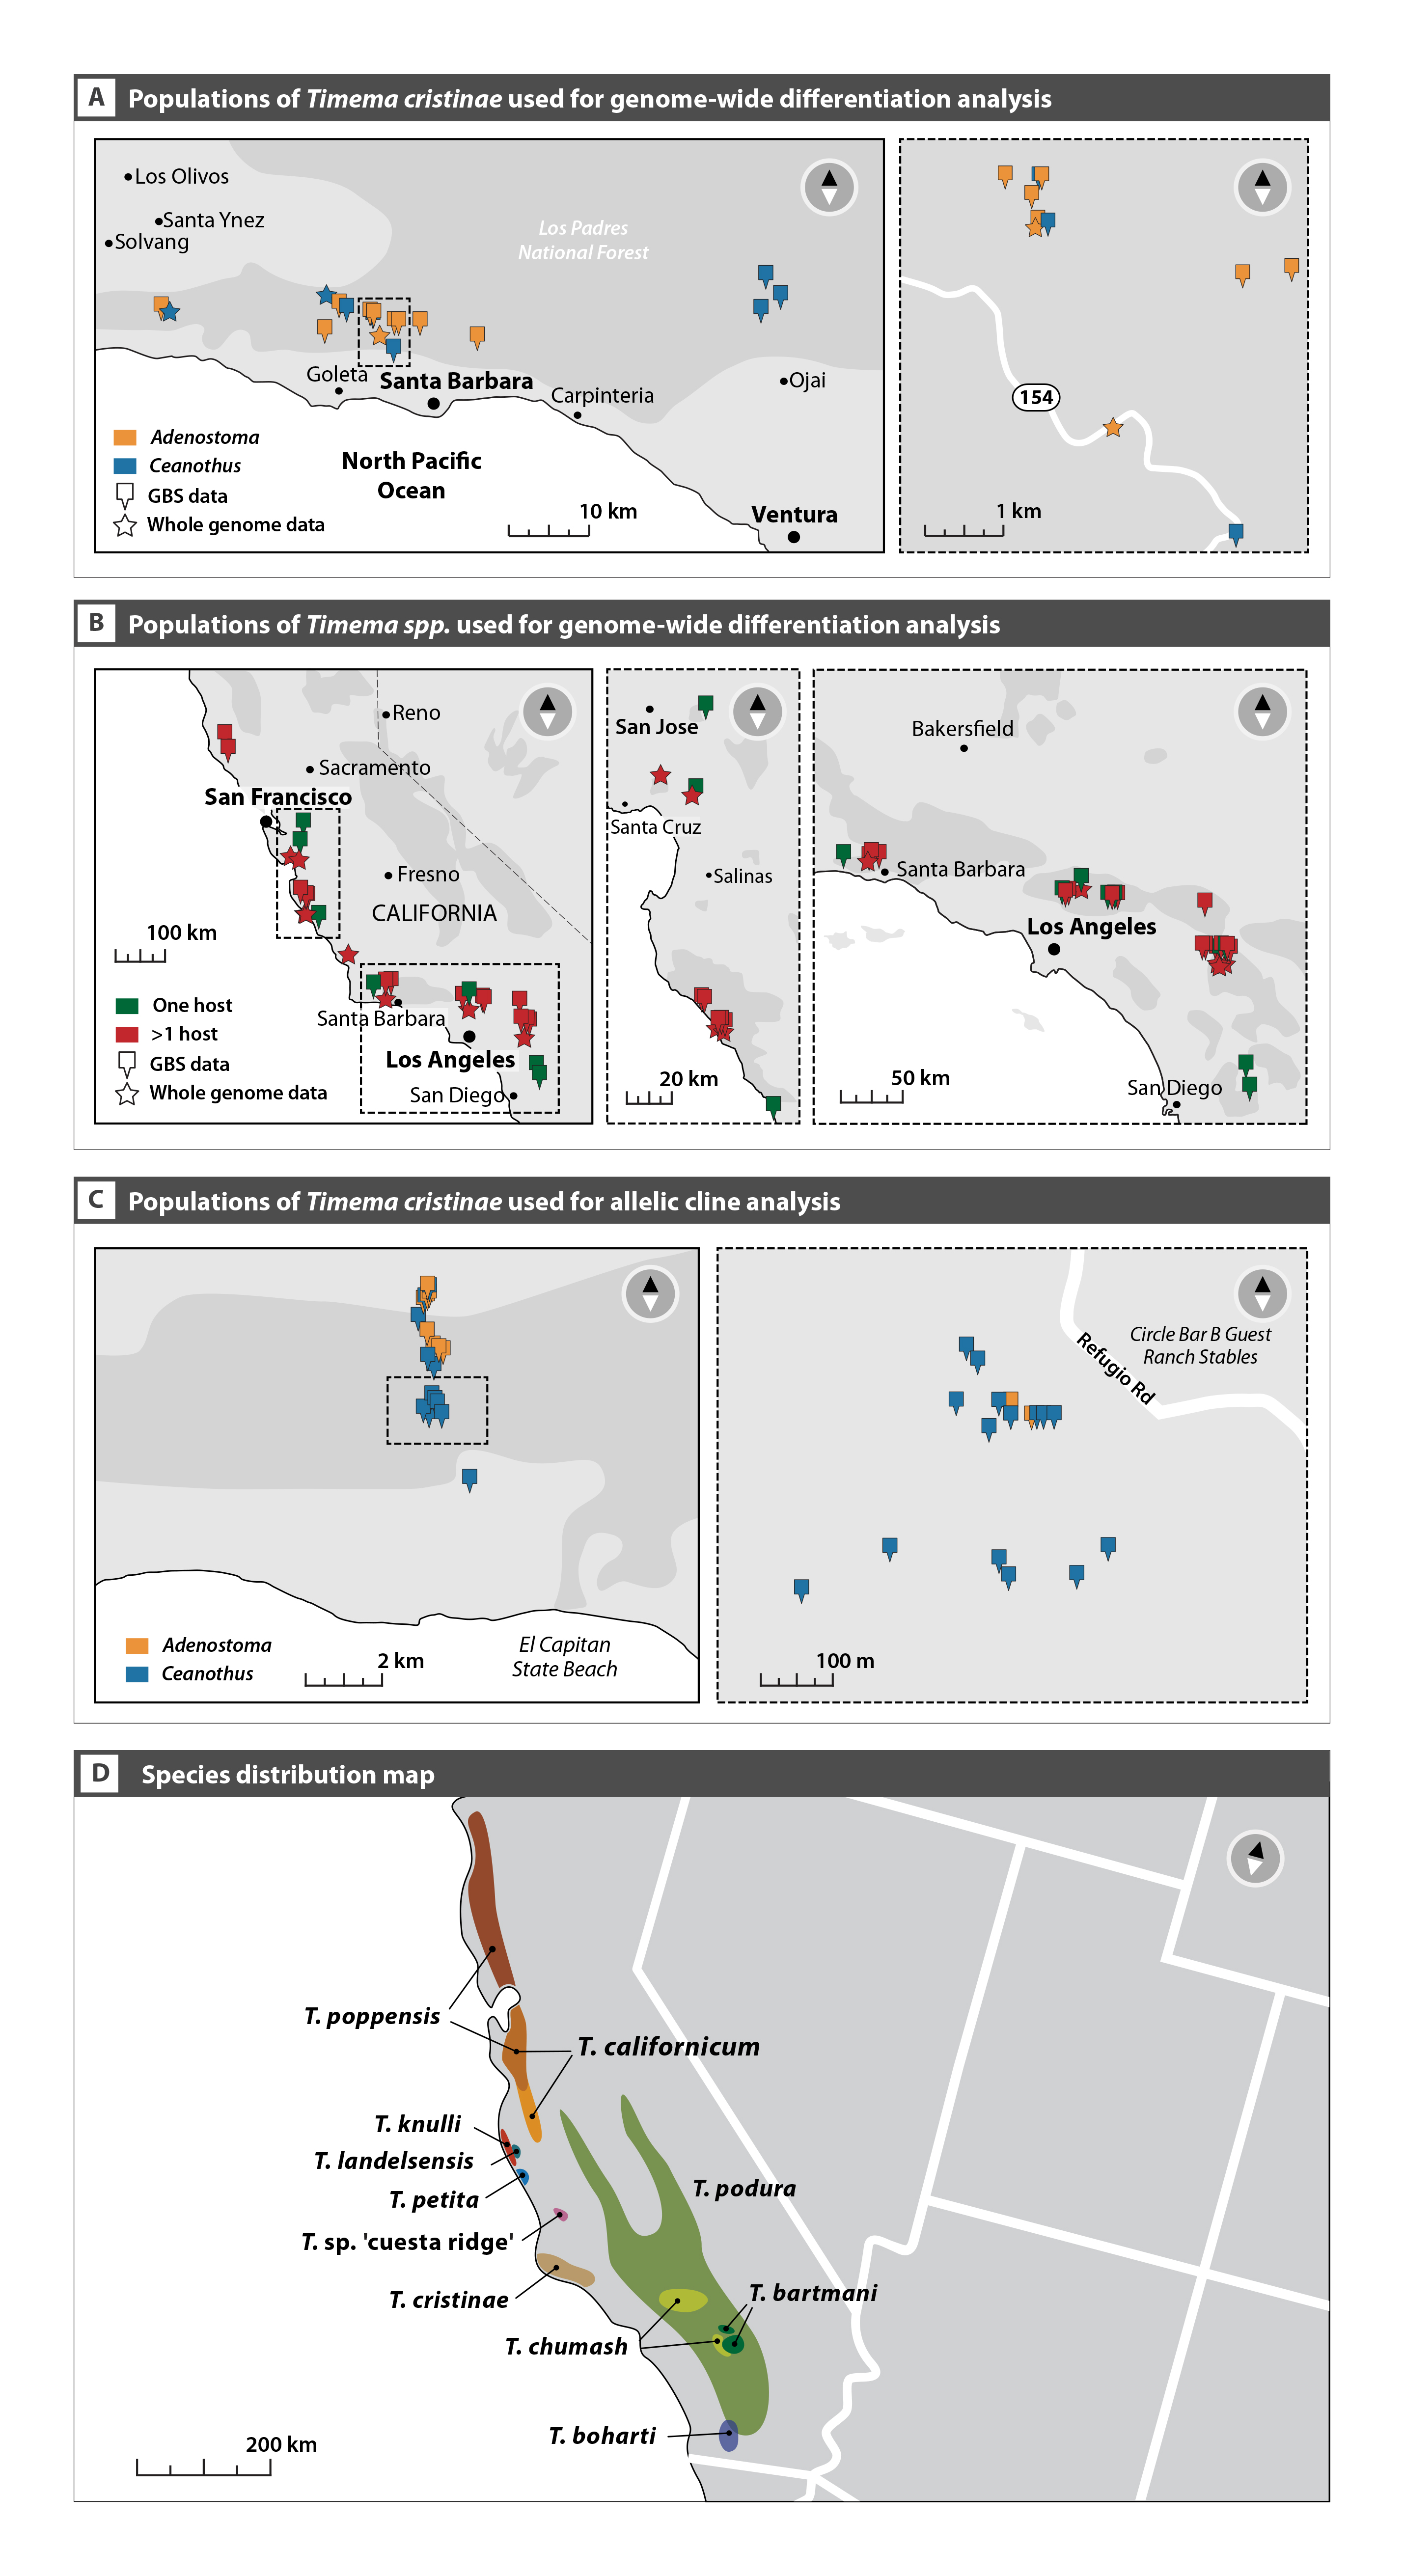 A Populations of Timema cristinae used for genome-wide differentiation analysis
Los Olivos
Santa Ynez
Solvang
Los Padres
National Forest
Goleta
Santa Barbara
Carpinteria
Ojai
Adenostoma
Ceanothus
GBS data
Whole genome data
North Pacific
Ocean
10 km
Ventura
154
1 km
B Populations of Timema spp. used for genome-wide differentiation analysis
Reno
Sacramento
San Francisco
Fresno
CALIFORNIA
100 km
One host
>1 host
GBS data
Whole genome data
Santa Barbara
Los Angeles
San Diego
San Jose
Santa Cruz
Salinas
20 km
Bakersfield
Santa Barbara
Los Angeles
50 km
San Diego
C Populations of Timema cristinae used for allelic cline analysis
Adenostoma
Ceanothus
2 km
El Capitan
State Beach
Refugio Rd
Circle Bar B Guest
Ranch Stables
100 m
D Species distribution map
T. poppensis
T. californicum
T. knulli
T. landelsensis
T. petita
T. podura
T. sp. 'cuesta ridge'
T. cristinae
T. bartmani
T. chumash
T. boharti
200 km